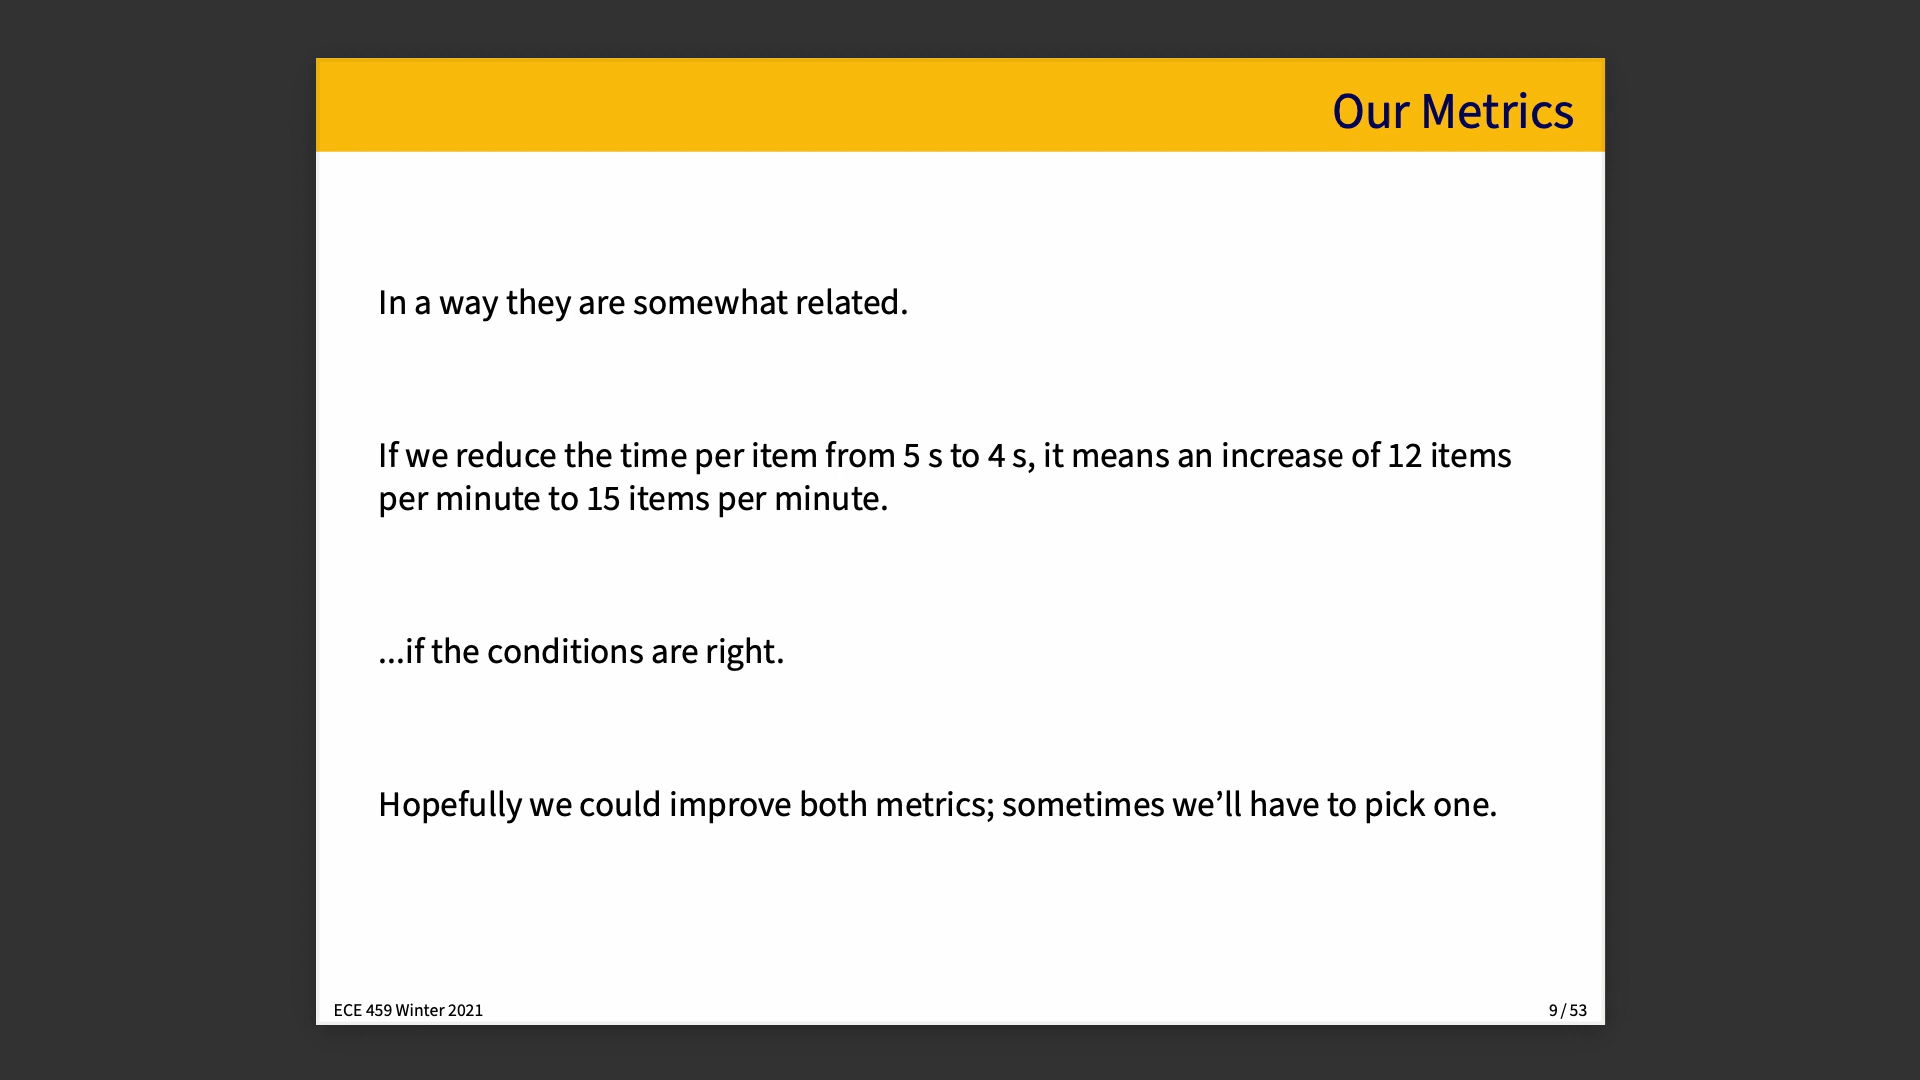 Our Metrics
In a way they are somewhat related.
If we reduce the time per item from 5 s to 4 s, it means an increase of 12 items
per minute to 15 items per minute.
...if the conditions are right.
Hopefully we could improve both metrics; sometimes we’ll have to pick one.
ECE 459 Winter 2021
9 / 53